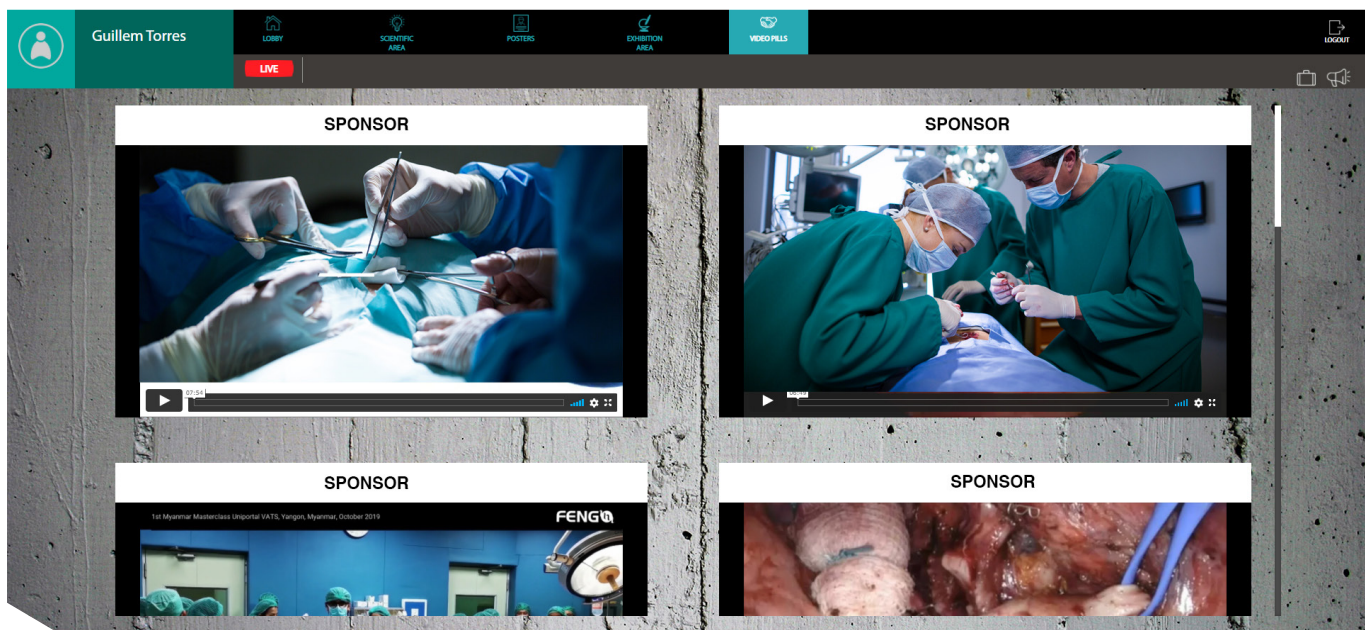 Guillem Torres
LOBBY
SCIENTIFIC
AREA
POSTERS
EXHIBITION
AREA
VIDEO PILLS
LOGOUT
LIVE
SPONSOR
SPONSOR
07:54
SPONSOR
SPONSOR
1st Myanmar Masterclass Uniportal VATS, Yangon, Myanmar, October 2019
FENG